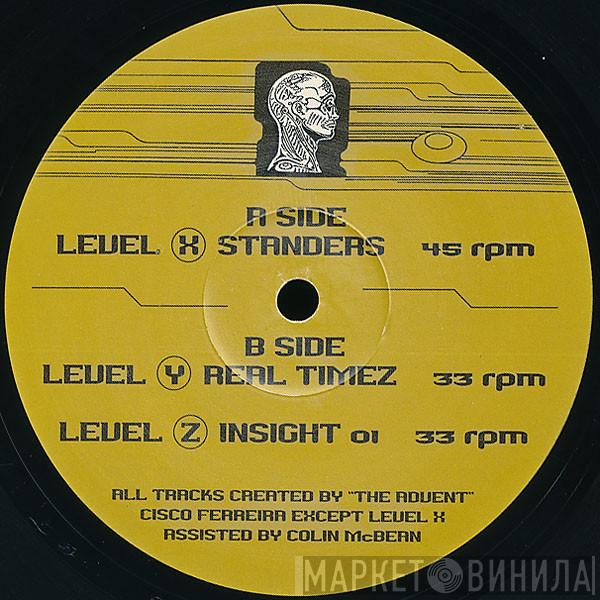 A SIDE
LEVEL X STANDERS 45 rpm
B SIDE
LEVEL Y REAL TIMEZ 33 rpm
LEVEL Z INSIGHT 01 33 rpm
ALL TRACKS CREATED BY "THE ADVENT"
CISCO FERREIRA EXCEPT LEVEL X
ASSISTED BY COLIN McBEAN
МАРКЕТ ВИНИЛА